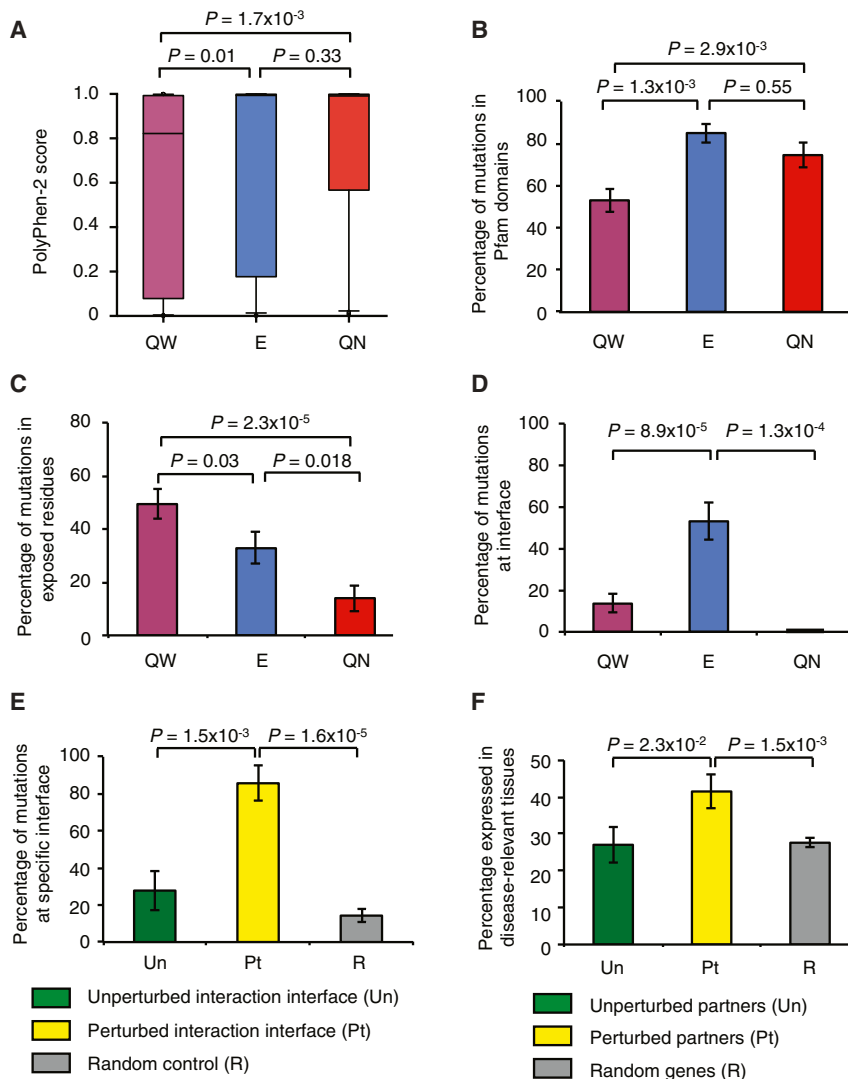 A
P = 1.7x10-3
P = 0.01
P = 0.33
PolyPhen-2 score
1.0
0.8
0.6
0.4
0.2
0
QW
E
QN
B
P = 2.9x10-3
P = 1.3x10-3
P = 0.55
Percentage of mutations in
Pfam domains
100
80
60
40
20
0
QW
E
QN
C
P = 2.3x10-5
P = 0.03
P = 0.018
Percentage of mutations in
exposed residues
80
60
40
20
0
QW
E
QN
D
P = 8.9x10-5
P = 1.3x10-4
Percentage of mutations
at interface
100
80
60
40
20
0
QW
E
QN
E
P = 1.5x10-3
P = 1.6x10-5
Percentage of mutations
at specific interface
100
80
60
40
20
0
Un
Pt
R
Unperturbed interaction interface (Un)
Perturbed interaction interface (Pt)
Random control (R)
F
P = 2.3x10-2
P = 1.5x10-3
Percentage expressed in
disease-relevant tissues
50
40
30
20
10
0
Un
Pt
R
Unperturbed partners (Un)
Perturbed partners (Pt)
Random genes (R)